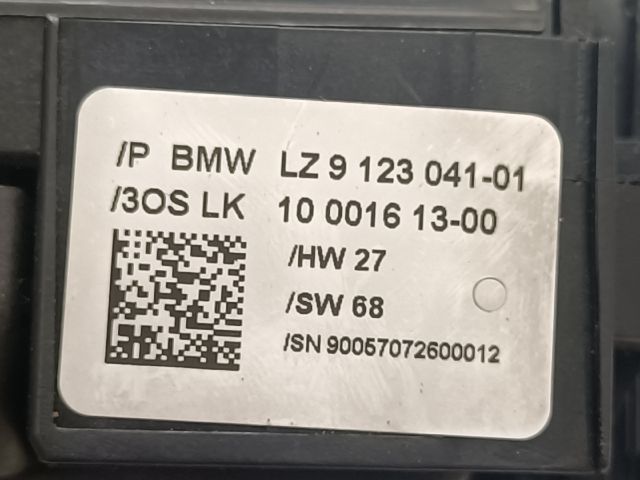 /P BMW LZ 9 123 041-01
/3OS LK 10 0016 13-00
/HW 27
/SW 68
/SN 90057072600012